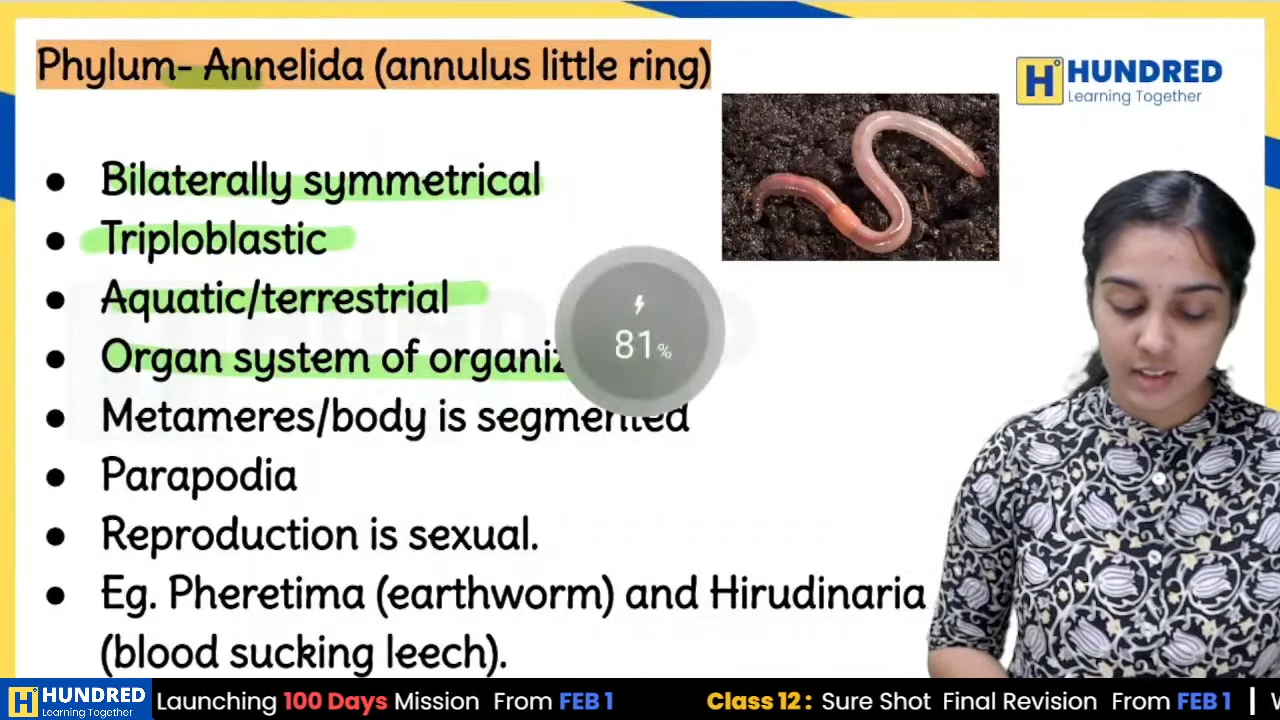 Phylum- Annelida (annulus little ring)
H° HUNDRED
Learning Together
● Bilaterally symmetrical
● Triploblastic
● Aquatic/terrestrial
81%
● Organ system of
● Metameres/body is segmented
● Parapodia
● Reproduction is sexual.
● Eg. Pheretima (earthworm) and Hirudinaria
(blood sucking leech).
H° HUNDRED
Learning Together
Launching 100 Days Mission From FEB 1 Class 12 : Sure Shot Final Revision From FEB 1 |